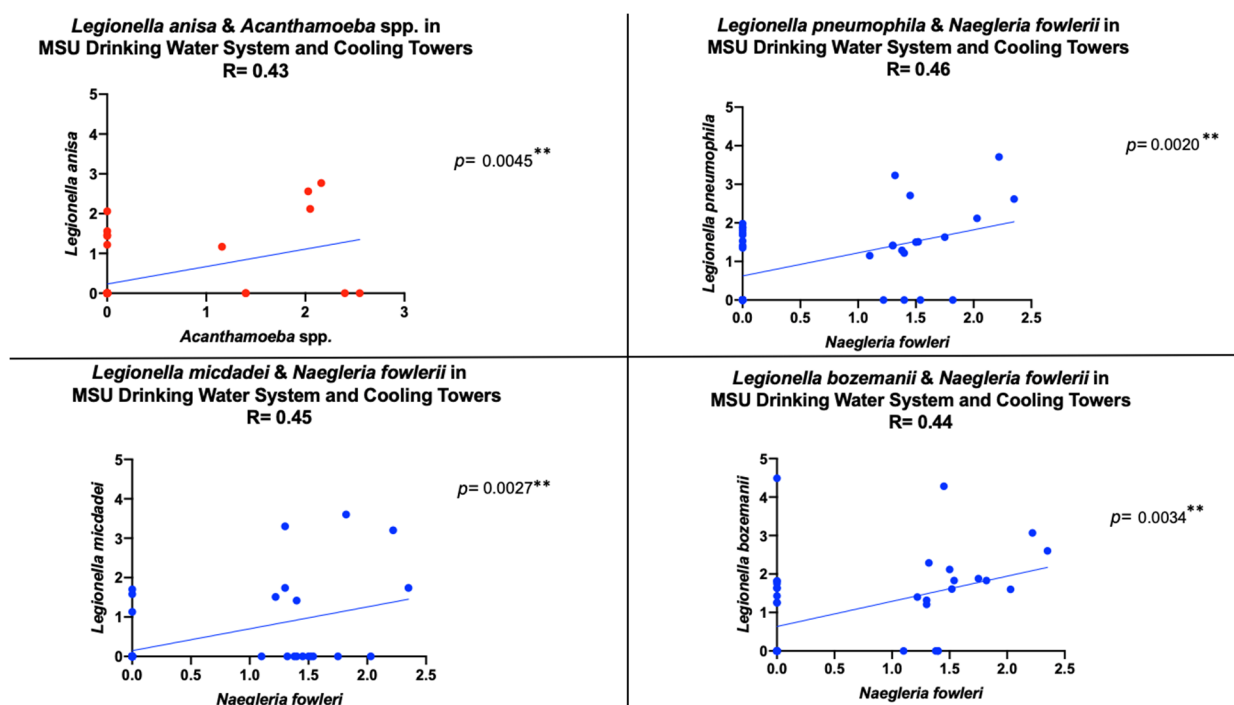 Legionella anisa & Acanthamoeba spp. in
MSU Drinking Water System and Cooling Towers
R= 0.43
5
4
3
2
1
0
0
1
2
3
Legionella anisa
Acanthamoeba spp.
p= 0.0045**
Legionella pneumophila & Naegleria fowlerii in
MSU Drinking Water System and Cooling Towers
R= 0.46
5
4
3
2
1
0
0.0
0.5
1.0
1.5
2.0
2.5
Legionella pneumophila
Naegleria fowleri
p= 0.0020 **
Legionella micdadei & Naegleria fowlerii in
MSU Drinking Water System and Cooling Towers
R= 0.45
5
4
3
2
1
0
0.0
0.5
1.0
1.5
2.0
2.5
Legionella micdadei
Naegleria fowleri
p= 0.0027**
Legionella bozemanii & Naegleria fowlerii in
MSU Drinking Water System and Cooling Towers
R= 0.44
5
4
3
2
1
0
0.0
0.5
1.0
1.5
2.0
2.5
Legionella bozemanii
Naegleria fowleri
p= 0.0034**